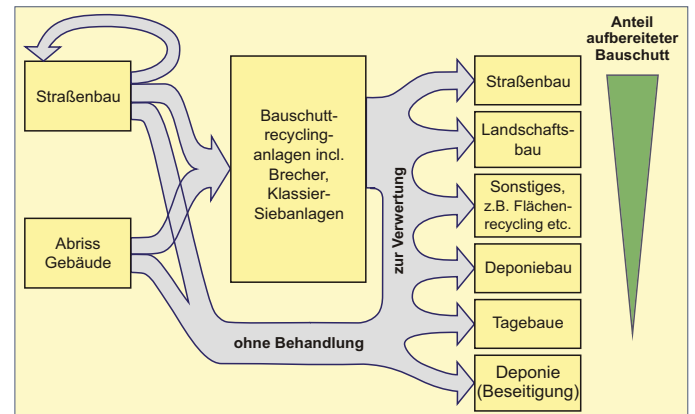 Straßenbau
Abriss
Gebäude
Bauschutt-
recycling-
anlagen incl.
Brecher,
Klassier-
Siebanlagen
ohne Behandlung
zur Verwertung
Straßenbau
Landschafts-
bau
Sonstiges,
z.B. Flächen-
recycling etc.
Deponiebau
Tagebaue
Deponie
(Beseitigung)
Anteil
aufbereiteter
Bauschutt